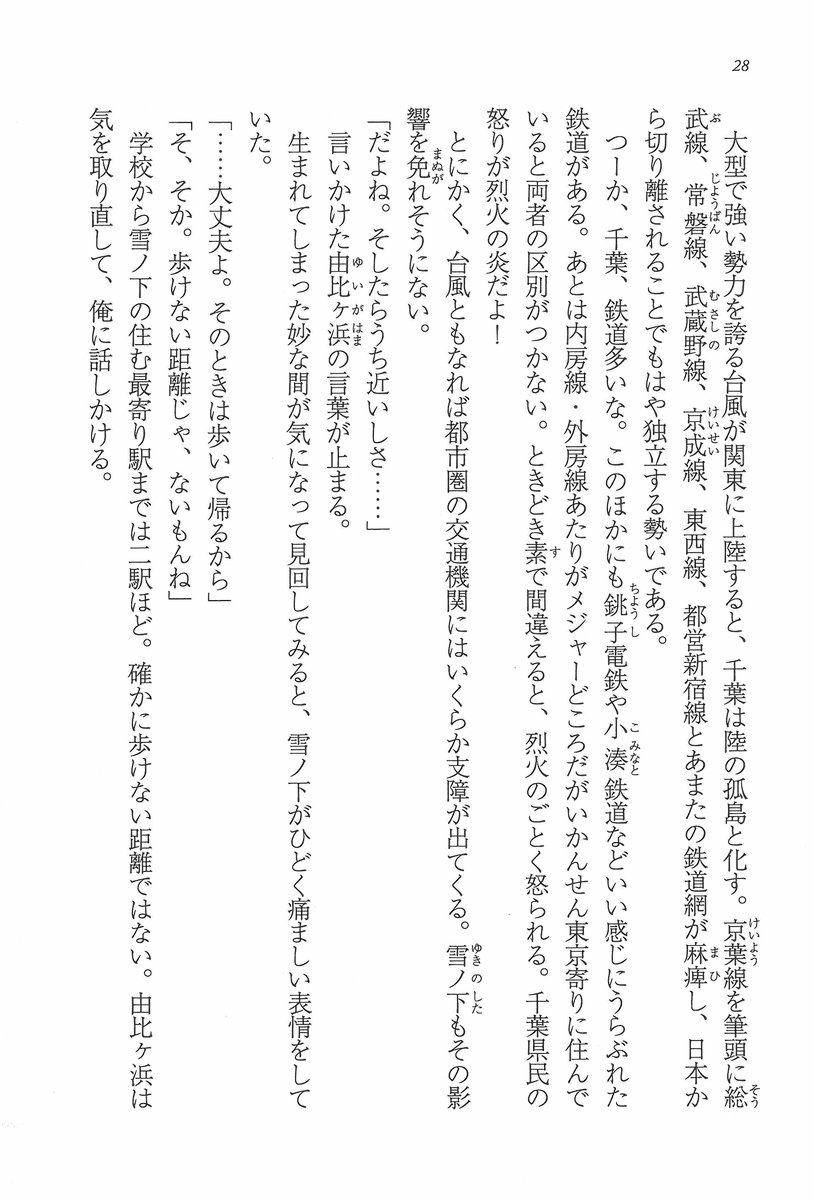 28
大型で強い勢力を誇る台風が関東に上陸すると、千葉は陸の孤島と化す。京葉線を筆頭に総
武線、常磐線、武蔵野線、京成線、東西線、都営新宿線とあまたの鉄道網が麻痺し、日本か
ら切り離されることでもはや独立する勢いである。
つーか、千葉、鉄道多いな。このほかにも銚子電鉄や小湊鉄道などいい感じにうらぶれた
鉄道がある。あとは内房線・外房線あたりがメジャーどころだがいかんせん東京寄りに住んで
いると両者の区別がつかない。ときどき素で間違えると、烈火のごとく怒られる。千葉県民の
怒りが烈火の炎だよ！
とにかく、台風ともなれば都市圏の交通機関にはいくらか支障が出てくる。雪ノ下もその影
響を免れそうにない。
「だよね。そしたらうち近いしさ……」
言いかけた由比ヶ浜の言葉が止まる。
生まれてしまった妙な間が気になって見回してみると、雪ノ下がひどく痛ましい表情をして
いた。
「……大丈夫よ。そのときは歩いて帰るから」
「そ、そか。歩けない距離じゃ、ないもんね」
学校から雪ノ下の住む最寄り駅までは二駅ほど。確かに歩けない距離ではない。由比ヶ浜は
気を取り直して、俺に話しかける。